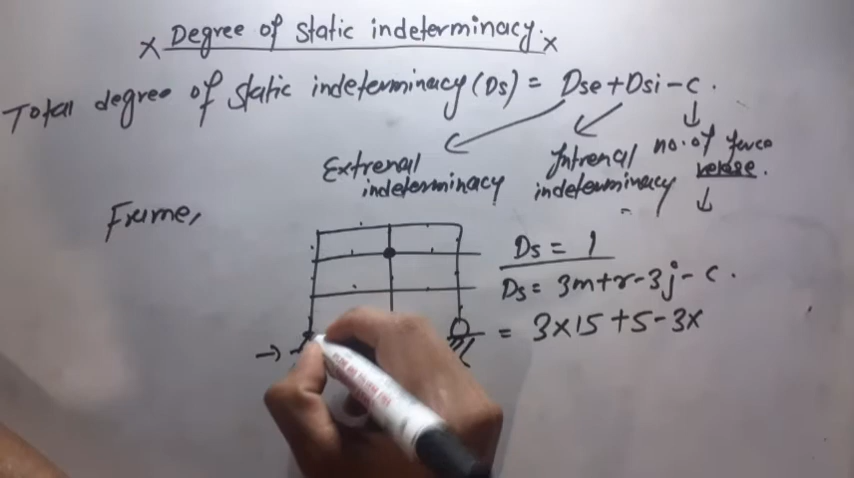 x Degree of static indeterminacy. x
Total degree of static indeterminacy (Ds) = Dse + Dsi - c.
Extrenal indeterminacy
Intrenal indeterminacy
no. of force
Frame,
Ds = 1
Ds = 3m+r-3j-c.
= 3x15 +5-3x